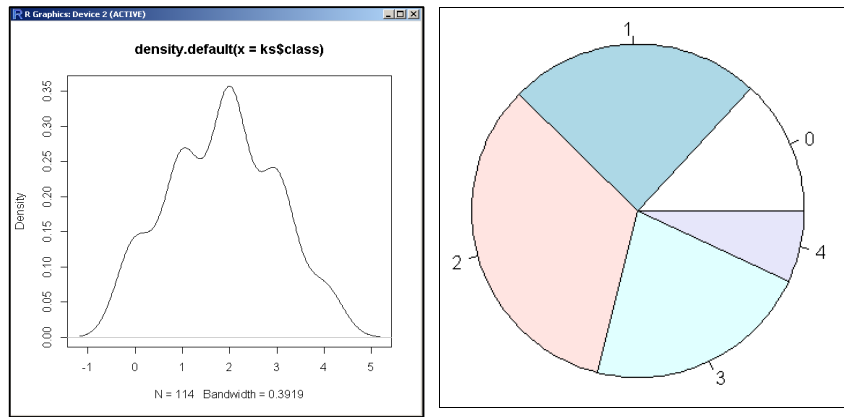 R Graphics: Device 2 (ACTIVE)
density.default(x = ks$class)
Density
0.35
0.30
0.25
0.20
0.15
0.10
0.05
0.00
-1 0 1 2 3 4 5
N = 114 Bandwidth = 0.3919
1
0
2
4
3